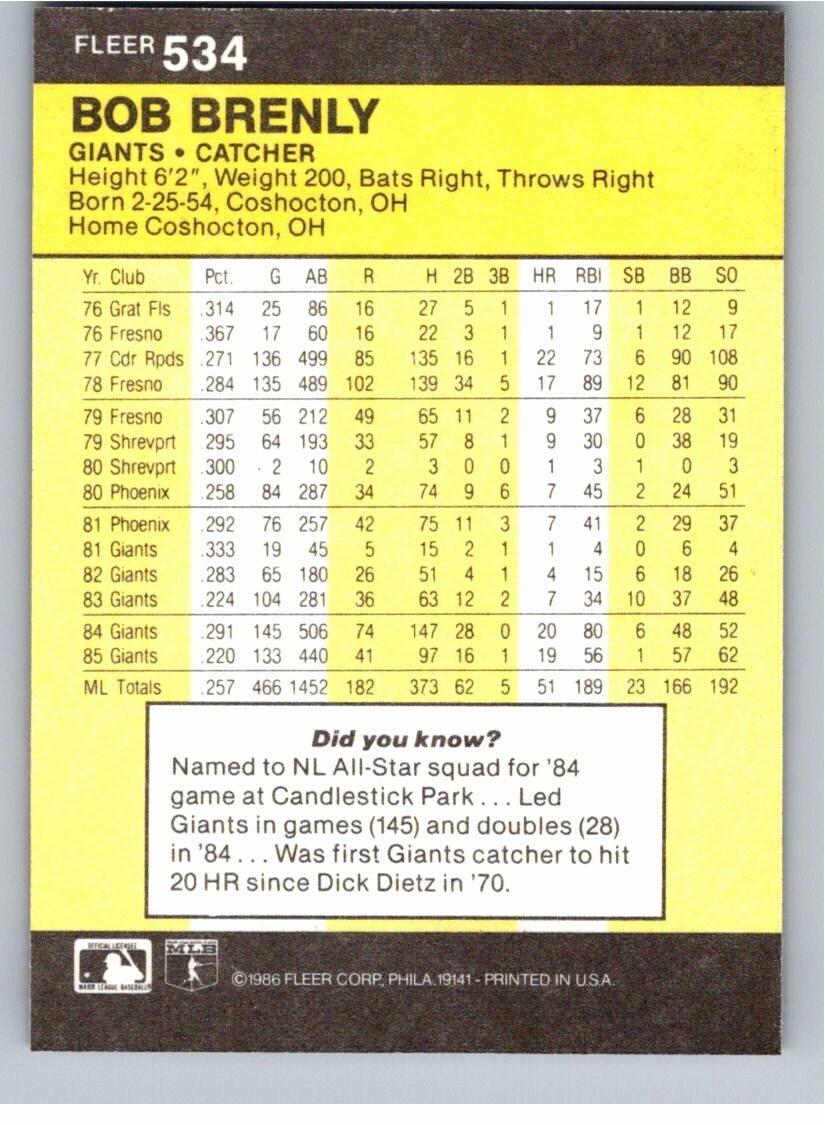 FLEER 534
BOB BRENLY
GIANTS • CATCHER
Height 6'2", Weight 200, Bats Right, Throws Right
Born 2-25-54, Coshocton, OH
Home Coshocton, OH
Yr. Club Pct. G AB R H 2B 3B HR RBI SB BB SO
76 Grat Fls .314 25 86 16 27 5 1 1 17 1 12 9
76 Fresno .367 17 60 16 22 3 1 1 9 1 12 17
77 Cdr Rpds .271 136 499 85 135 16 1 22 73 6 90 108
78 Fresno .284 135 489 102 139 34 5 17 89 12 81 90
79 Fresno .307 56 212 49 65 11 2 9 37 6 28 31
79 Shrevprt .295 64 193 33 57 8 1 9 30 0 38 19
80 Shrevprt .300 2 10 2 3 0 0 1 3 1 0 3
80 Phoenix .258 84 287 34 74 9 6 7 45 2 24 51
81 Phoenix .292 76 257 42 75 11 3 7 41 2 29 37
81 Giants .333 19 45 5 15 2 1 1 4 0 6 4
82 Giants .283 65 180 26 51 4 1 4 15 6 18 26
83 Giants .224 104 281 36 63 12 2 7 34 10 37 48
84 Giants .291 145 506 74 147 28 0 20 80 6 48 52
85 Giants .220 133 440 41 97 16 1 19 56 1 57 62
ML Totals .257 466 1452 182 373 62 5 51 189 23 166 192
Did you know?
Named to NL All-Star squad for '84
game at Candlestick Park . . . Led
Giants in games (145) and doubles (28)
in '84 . . . Was first Giants catcher to hit
20 HR since Dick Dietz in '70.
OFFICIAL LICENSEE
MAJOR LEAGUE BASEBALL
MLB
©1986 FLEER CORP., PHILA. 19141 - PRINTED IN U.S.A.